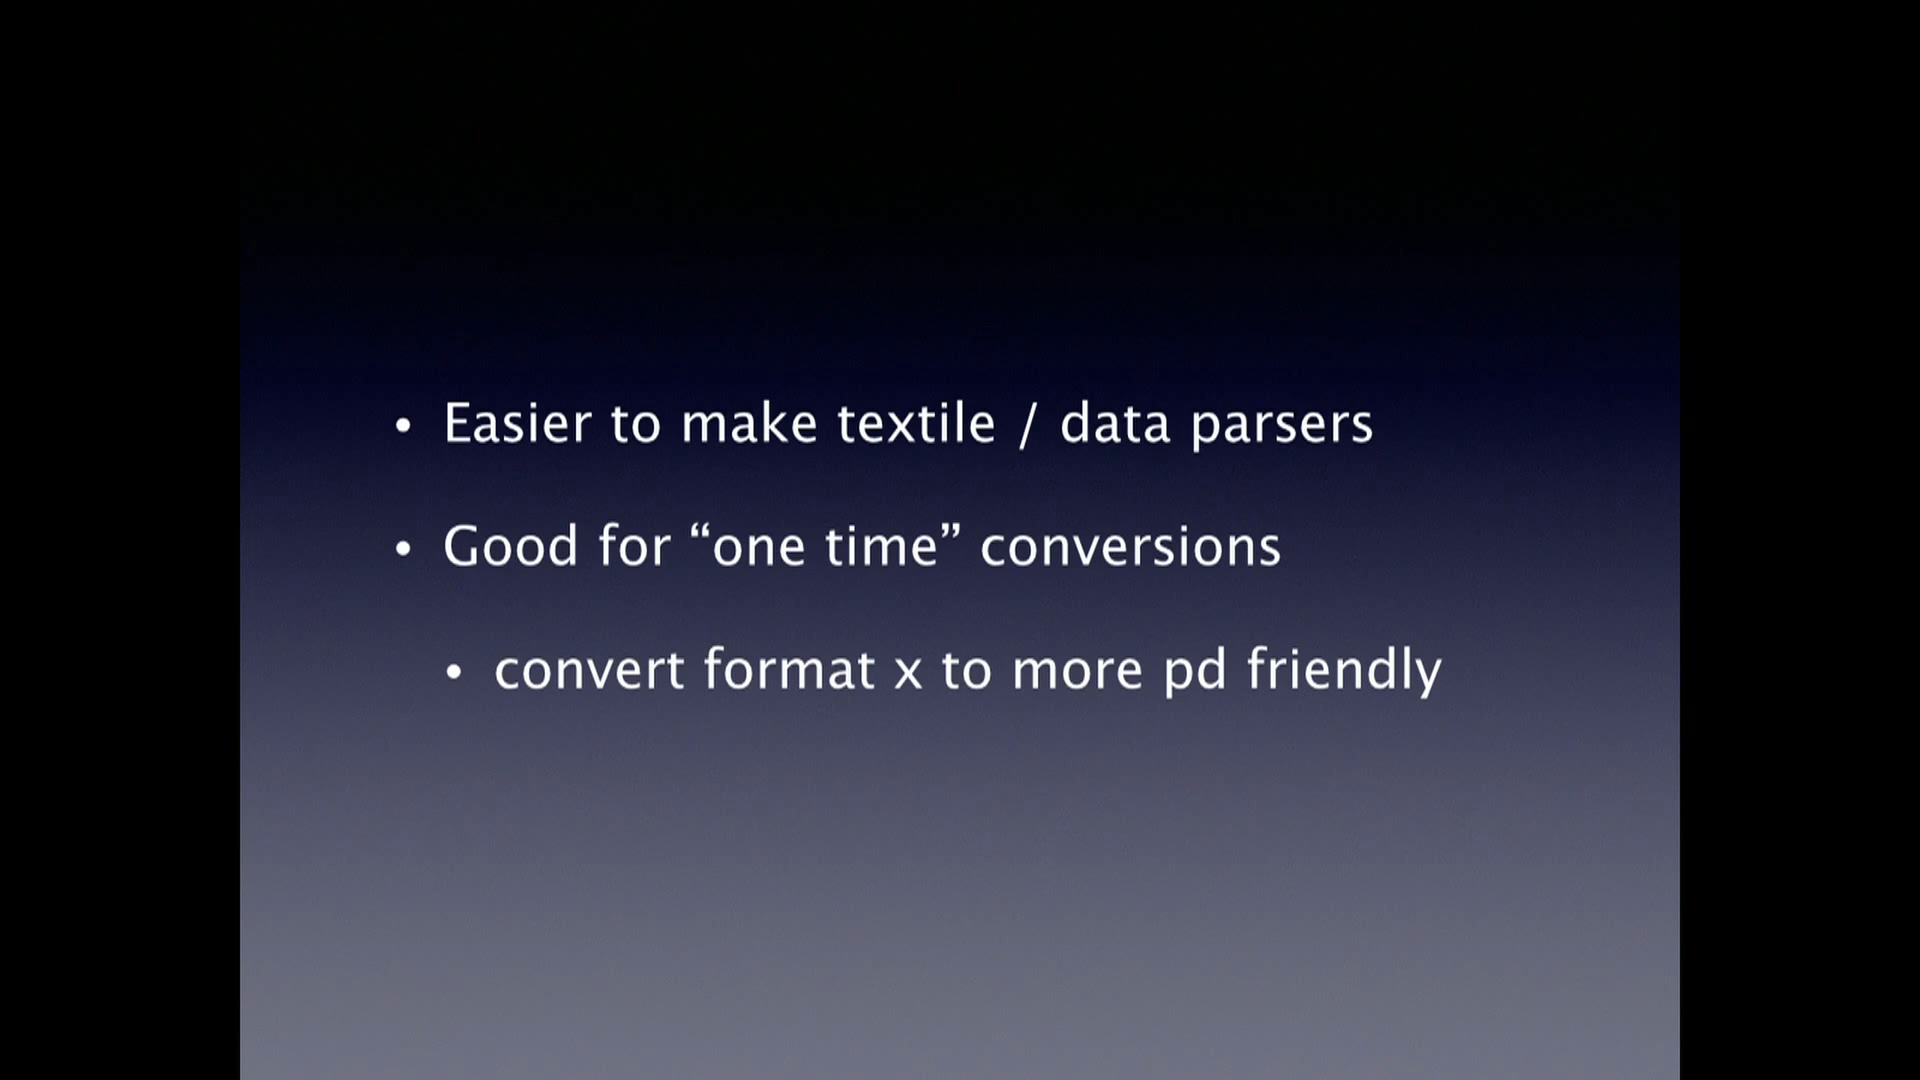 • Easier to make textile / data parsers
• Good for “one time” conversions
• convert format x to more pd friendly